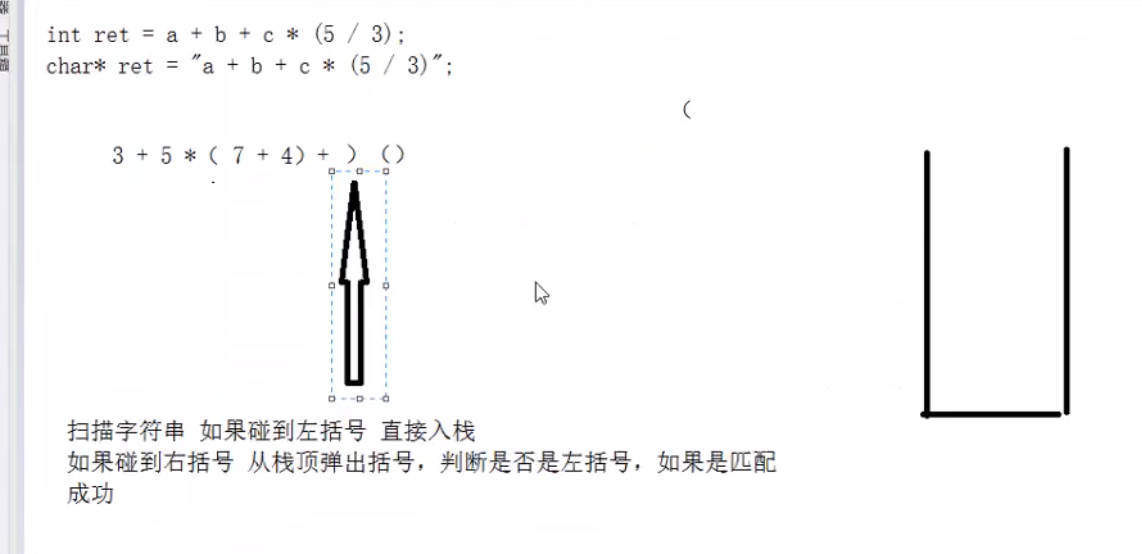 int ret = a + b + c * (5 / 3);
char* ret = "a + b + c * (5 / 3)";
(
3 + 5 * ( 7 + 4) + ) ()
扫描字符串 如果碰到左括号 直接入栈
如果碰到右括号 从栈顶弹出括号，判断是否是左括号，如果是匹配
成功